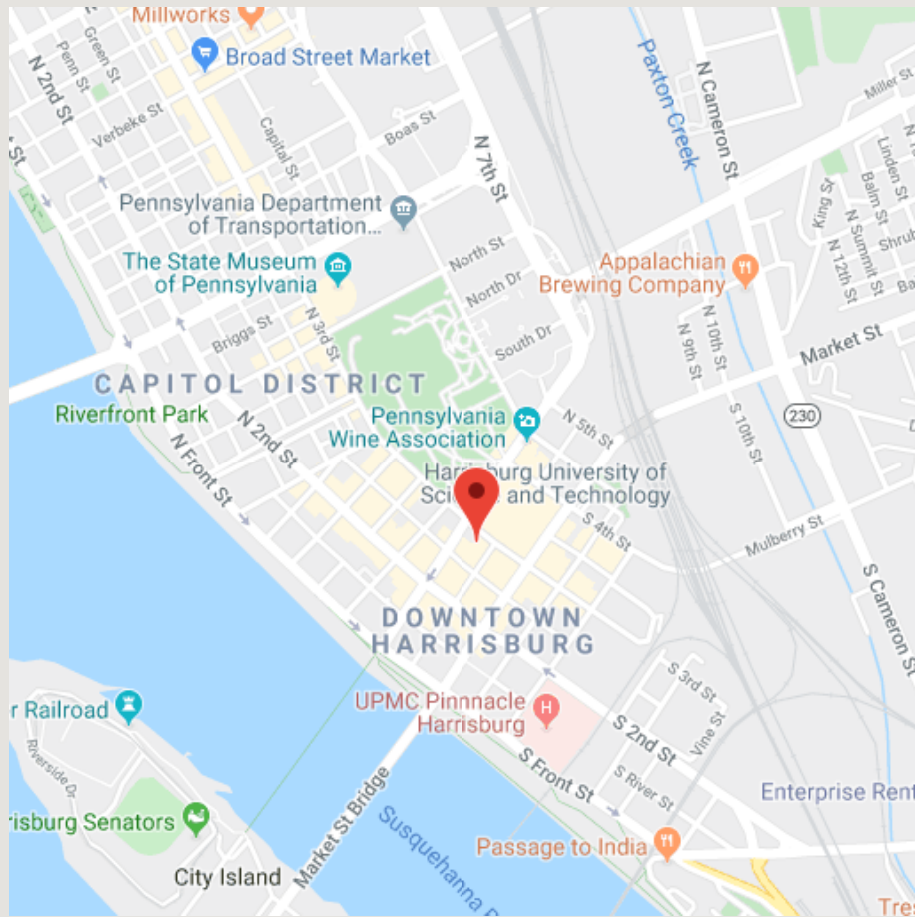 Millworks
Broad Street Market
N 2nd St
Penn St
Green St
Verbeke St
Capital St
Boas St
N 7th St
Paxton Creek
N Cameron St
Miller St
Linden St
Balm St
King St
N Summit St
N 12th St
Pennsylvania Department
of Transportation...
The State Museum
of Pennsylvania
North St
North Dr
South Dr
Briggs St
N 3rd St
Appalachian
Brewing Company
N 10th St
N 9th St
Market St
S 10th St
230
CAPITOL DISTRICT
Riverfront Park
N 2nd St
N Front St
Pennsylvania
Wine Association
N 5th St
University of
and Technology
S 4th St
Mulberry St
S Cameron St
DOWNTOWN
HARRISBURG
UPMC Pinnnacle
Harrisburg
H
S 3rd St
Vine St
S 2nd St
S Front St
S River St
Railroad
Riverside Dr
Senators
City Island
Market St Bridge
Susquehanna
Enterprise
Passage to India